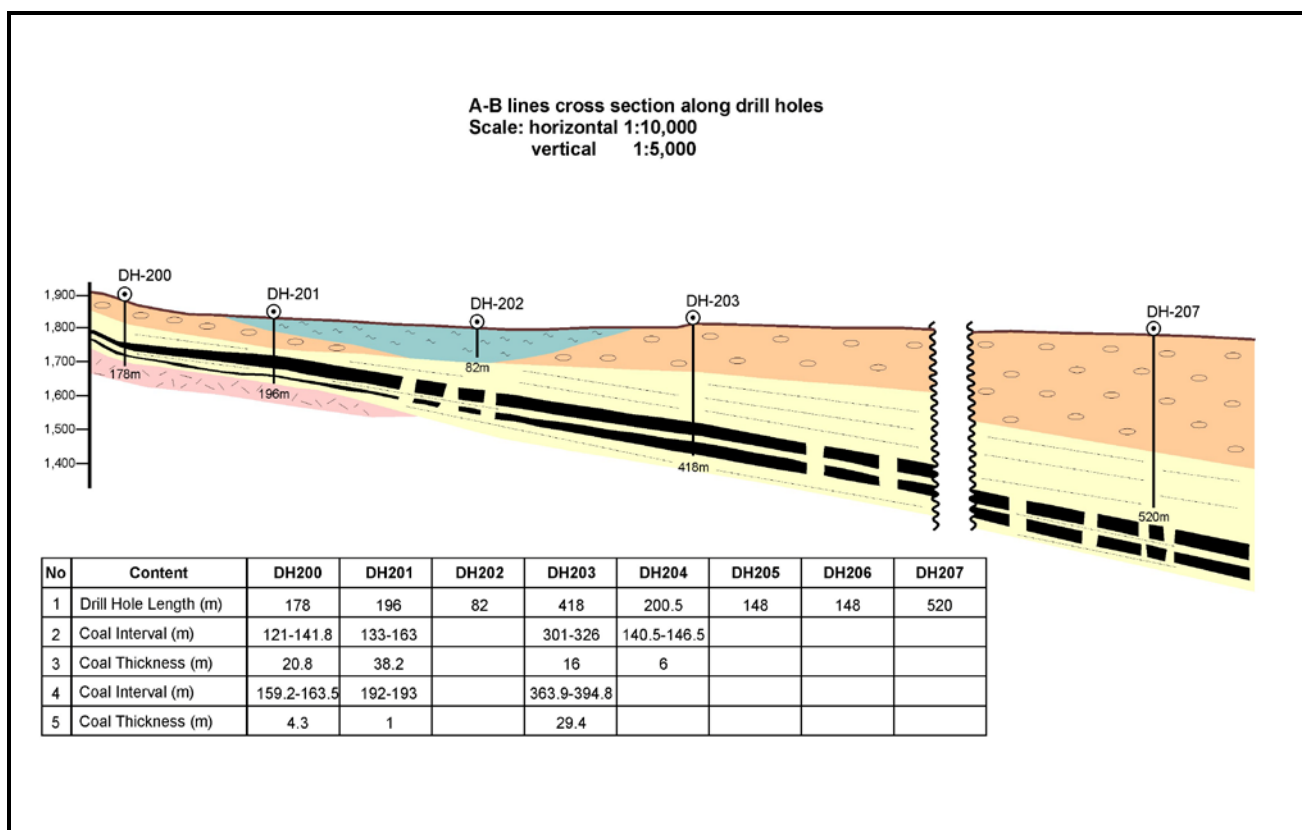 A-B lines cross section along drill holes
Scale: horizontal 1:10,000
vertical 1:5,000
DH-200
DH-201
DH-202
DH-203
DH-207
1,900
1,800
1,700
1,600
1,500
1,400
178m
196m
82m
418m
520m
No Content DH200 DH201 DH202 DH203 DH204 DH205 DH206 DH207
1 Drill Hole Length (m) 178 196 82 418 200.5 148 148 520
2 Coal Interval (m) 121-141.8 133-163 301-326 140.5-146.5
3 Coal Thickness (m) 20.8 38.2 16 6
4 Coal Interval (m) 159.2-163.5 192-193 363.9-394.8
5 Coal Thickness (m) 4.3 1 29.4